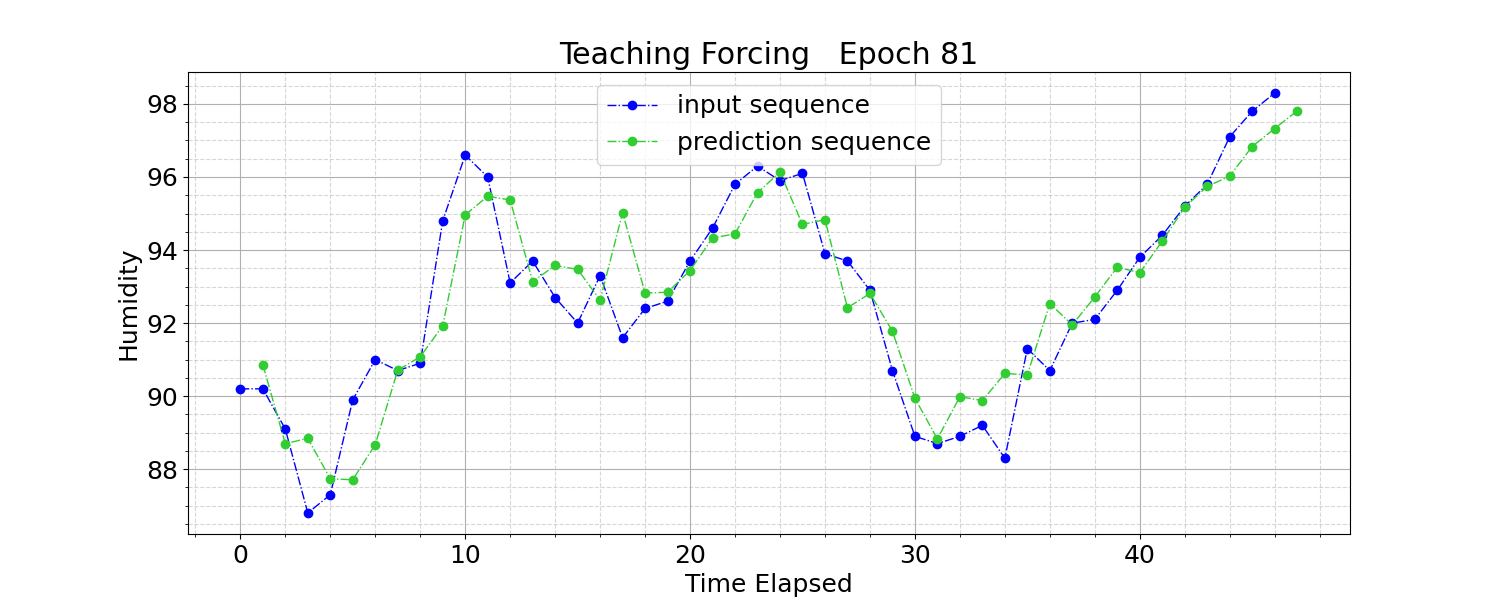 Teaching Forcing   Epoch 81
input sequence
prediction sequence
Humidity
98
96
94
92
90
88
0 10 20 30 40
Time Elapsed